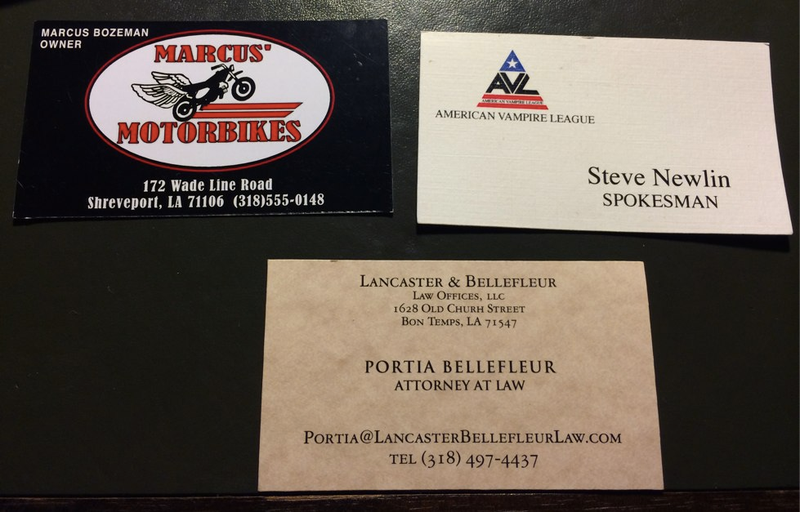 MARCUS BOZEMAN
OWNER
MARCUS'
MOTORBIKES
172 Wade Line Road
Shreveport, LA 71106 (318)555-0148
AVL
AMERICAN VAMPIRE LEAGUE
AMERICAN VAMPIRE LEAGUE
Steve Newlin
SPOKESMAN
LANCASTER & BELLEFLEUR
LAW OFFICES, LLC
1628 OLD CHURH STREET
BON TEMPS, LA 71547
PORTIA BELLEFLEUR
ATTORNEY AT LAW
PORTIA@LANCASTERBELLEFLEURLAW.COM
TEL (318) 497-4437